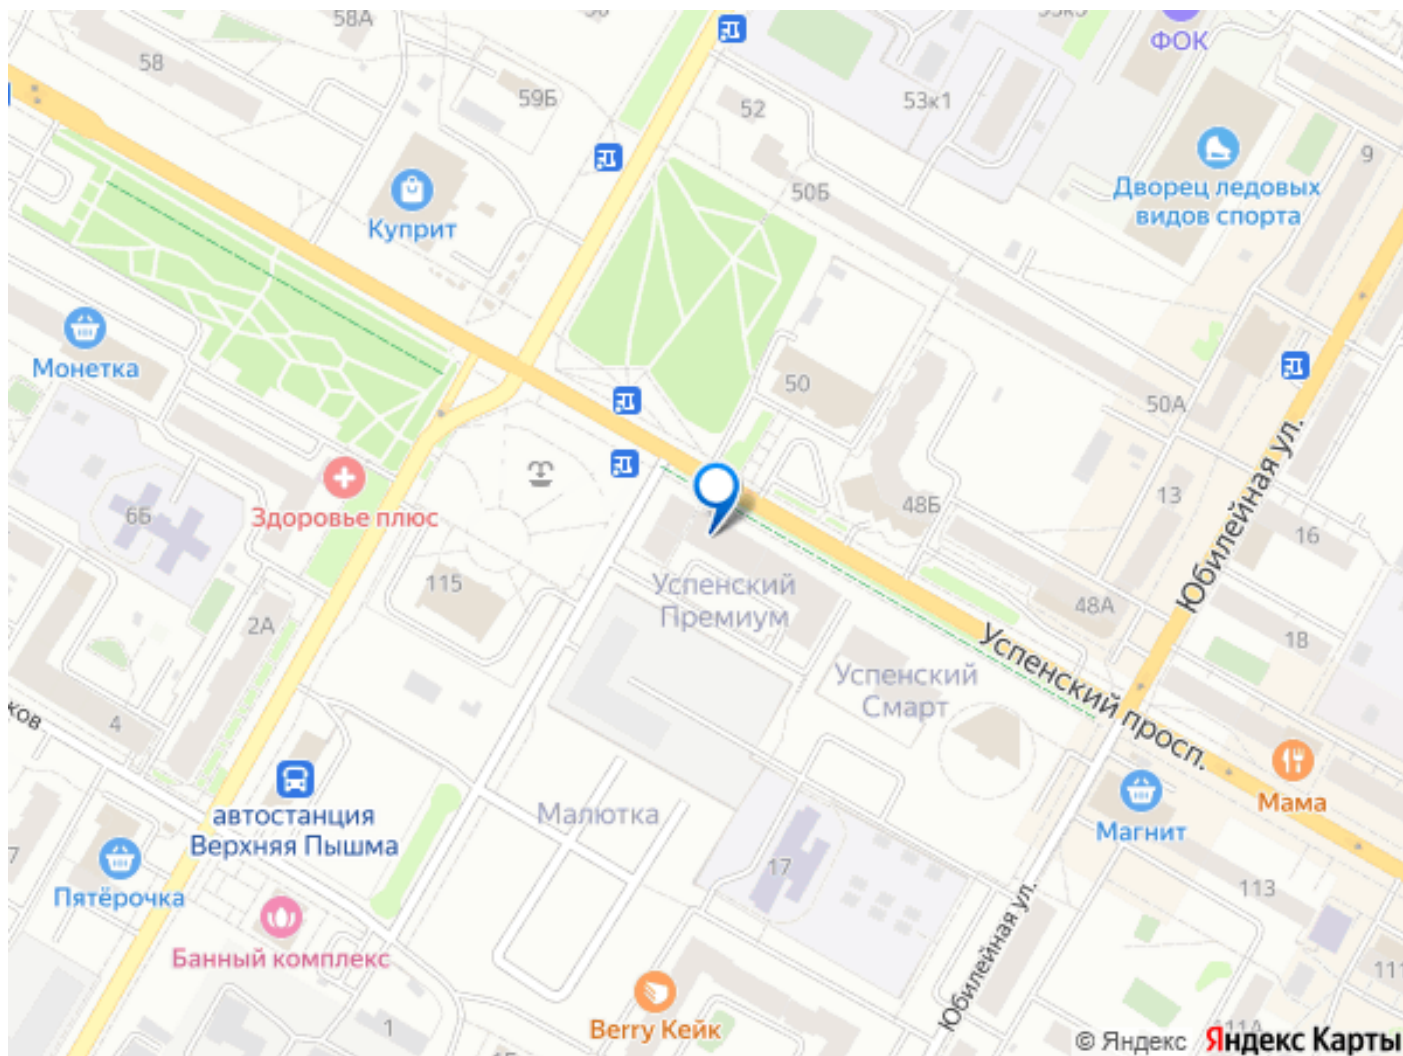 58А
58
59Б
52
53к1
ФОК
9
Дворец ледовых
видов спорта
50Б
Куприт
Монетка
50
50А
Юбилейная ул.
Здоровье плюс
6Б
48Б
13
16
115
Успенский
Премиум
48А
18
2А
Успенский
Смарт
Успенский просп.
4
ков
автостанция
Верхняя Пышма
Малютка
Мама
Магнит
Пятёрочка
17
113
Юбилейная ул.
Банный комплекс
1
Berry Кейк
111А
© Яндекс
Яндекс Карты